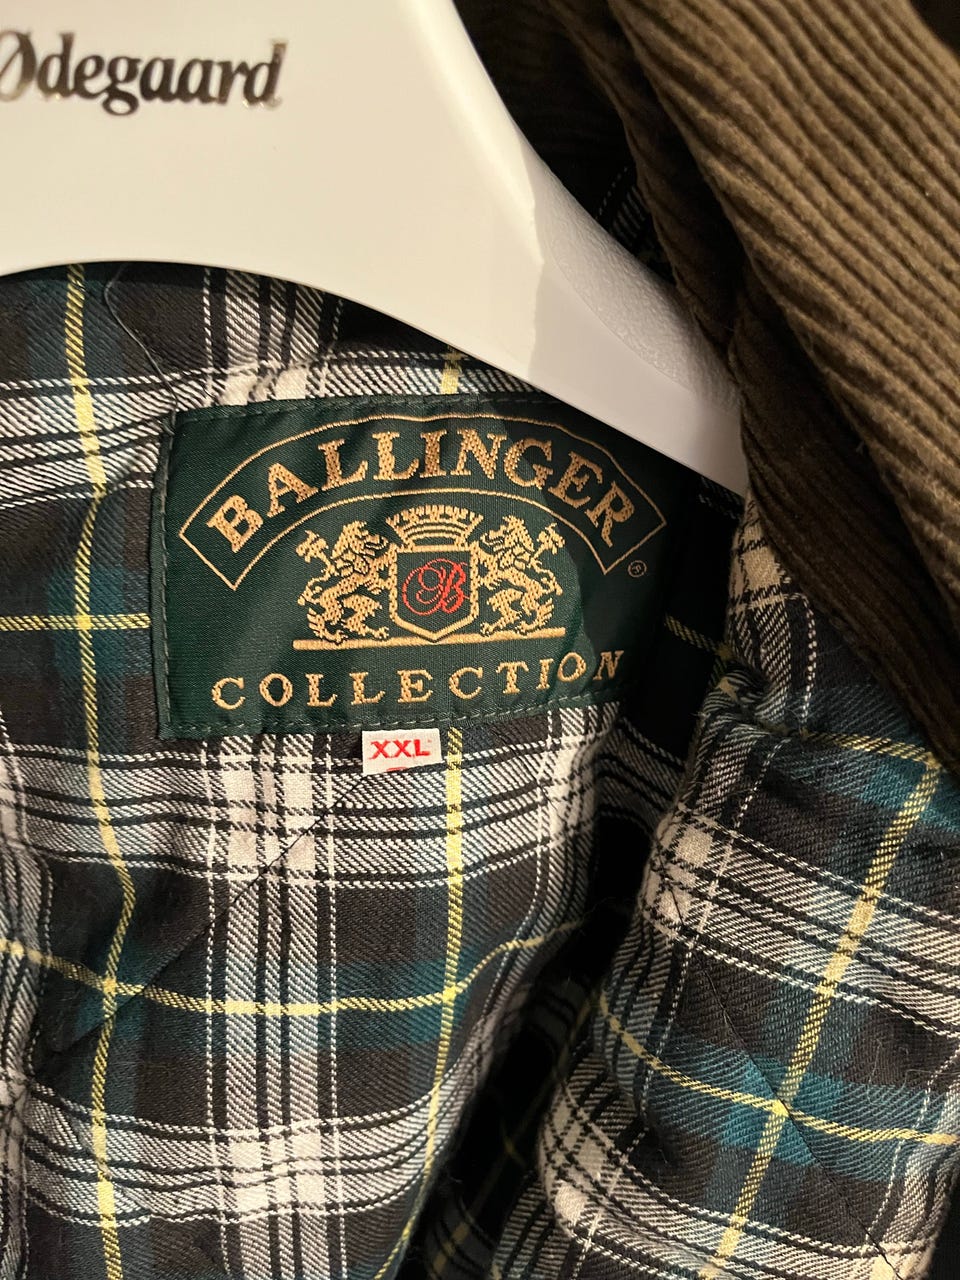 Ødegaard
BALLINGER
B
®
COLLECTION
XXL